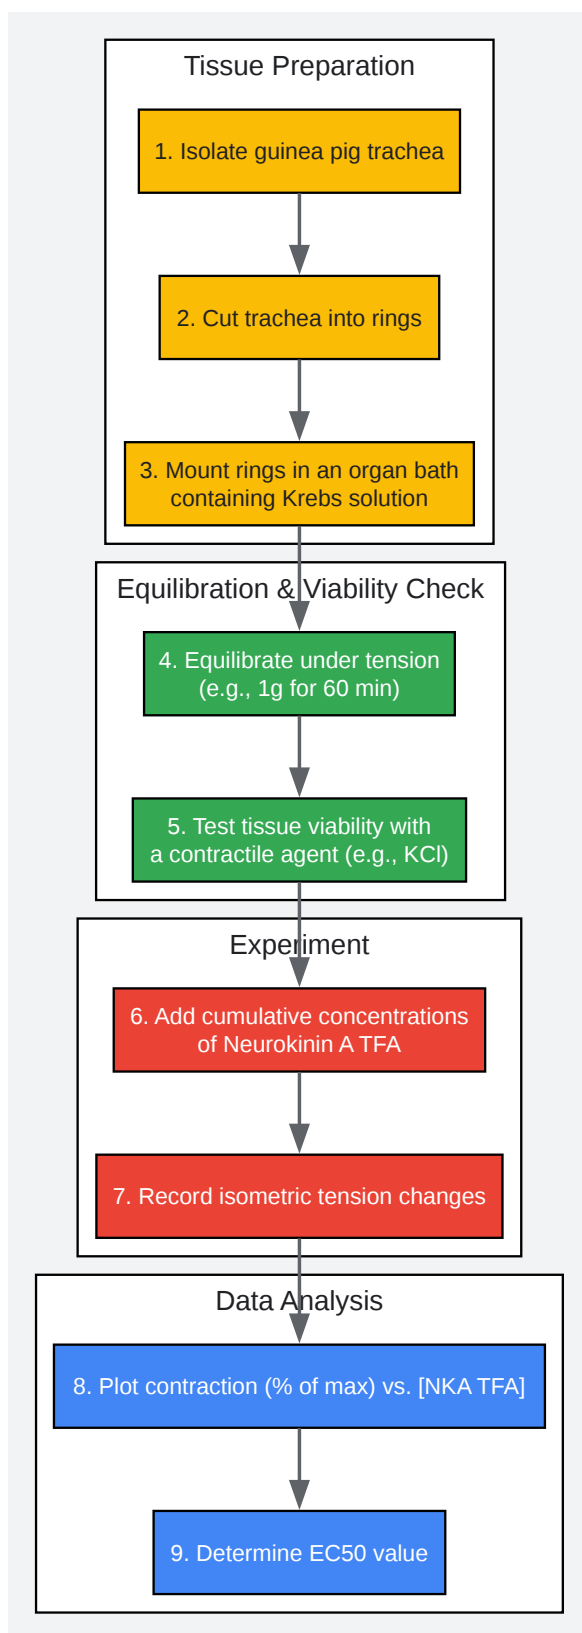 Tissue Preparation
1. Isolate guinea pig trachea
2. Cut trachea into rings
3. Mount rings in an organ bath
containing Krebs solution
Equilibration & Viability Check
4. Equilibrate under tension
(e.g., 1g for 60 min)
5. Test tissue viability with
a contractile agent (e.g., KCl)
Experiment
6. Add cumulative concentrations
of Neurokinin A TFA
7. Record isometric tension changes
Data Analysis
8. Plot contraction (% of max) vs. [NKA TFA]
9. Determine EC50 value